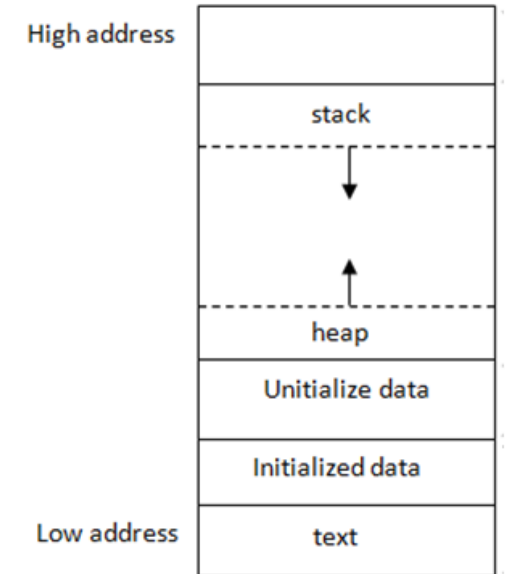 High address
stack
heap
Unitialize data
Initialized data
Low address
text